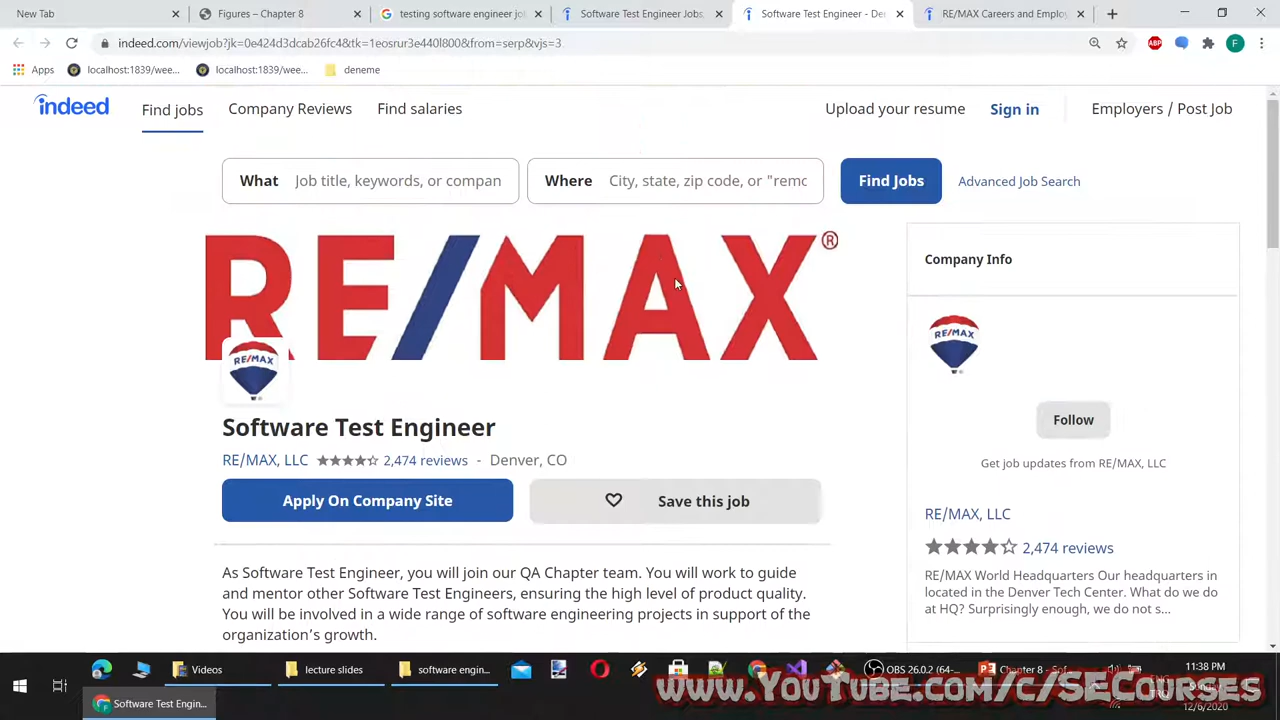 New Tab
Figures – Chapter 8
testing software engineer jo
Software Test Engineer Jobs,
Software Test Engineer - De
RE/MAX Careers and Employ
indeed.com/viewjob?jk=0e424d3dcab26fc4&tk=1eosrur3e440l800&from=serp&vjs=3
ABP
F
Apps
localhost:1839/wee...
localhost:1839/wee...
deneme
indeed
Find jobs
Company Reviews
Find salaries
Upload your resume
Sign in
Employers / Post Job
What
Job title, keywords, or compan
Where
City, state, zip code, or "remo
Find Jobs
Advanced Job Search
RE/MAX®
Company Info
RE/MAX
RE/MAX
Follow
Software Test Engineer
RE/MAX, LLC
2,474 reviews
- Denver, CO
Get job updates from RE/MAX, LLC
Apply On Company Site
Save this job
RE/MAX, LLC
2,474 reviews
As Software Test Engineer, you will join our QA Chapter team. You will work to guide
and mentor other Software Test Engineers, ensuring the high level of product quality.
You will be involved in a wide range of software engineering projects in support of the
organization's growth.
RE/MAX World Headquarters Our headquarters in
located in the Denver Tech Center. What do we do
at HQ? Surprisingly enough, we do not s...
Videos
lecture slides
software engin...
OBS 26.0.2 (64-...
Chapter 8 - Sof...
11:38 PM
Sunday
12/6/2020
Software Test Engin...
www.YouTube.com/c/SECourses